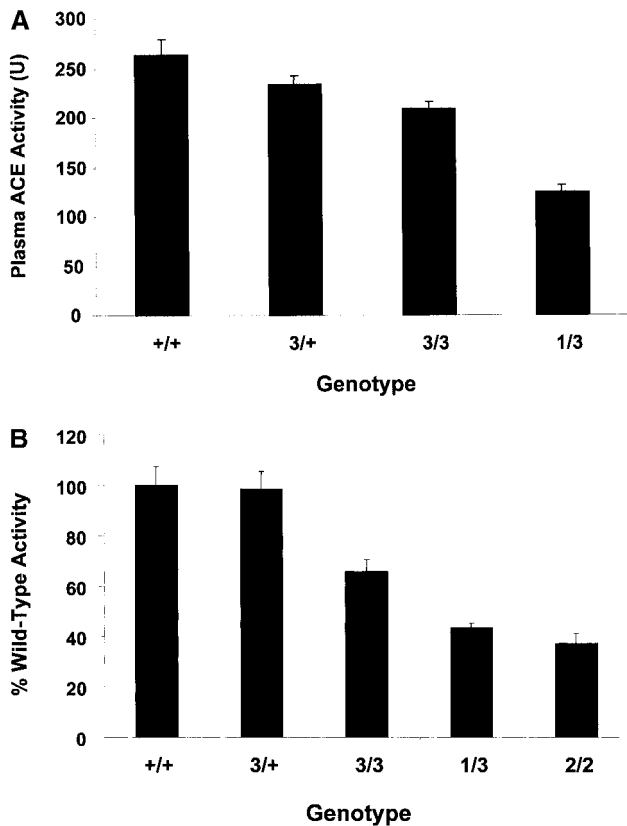 A
Plasma ACE Activity (U)
300
250
200
150
100
50
0
+/+ 3/+ 3/3 1/3
Genotype
B
% Wild-Type Activity
120
100
80
60
40
20
0
+/+ 3/+ 3/3 1/3 2/2
Genotype